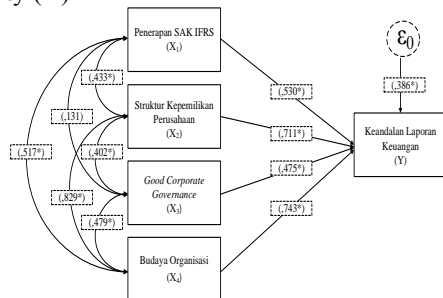 Penerapan SAK IFRS
(X1)
ε0
(,433*)
(,530*)
(,386*)
Struktur Kepemilikan
Perusahaan
(X2)
(,131)
(,711*)
(,517*)
(,402*)
Keandalan Laporan
Keuangan
(Y)
(,829*)
Good Corporate
Governance
(X3)
(,475*)
(,479*)
(,743*)
Budaya Organisasi
(X4)